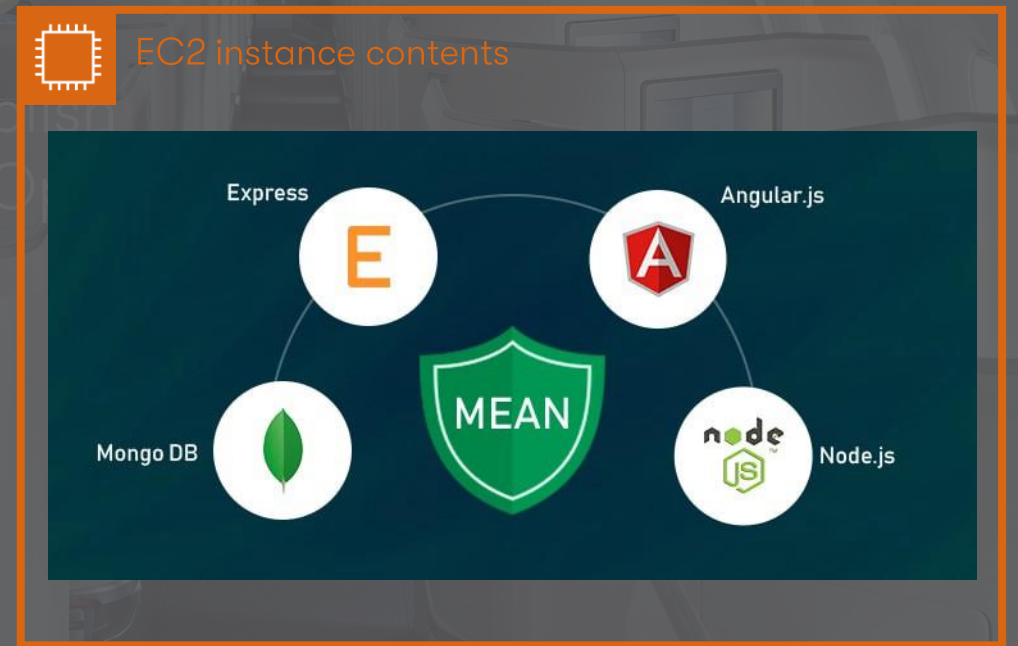 EC2 instance contents
Express
E
Angular.js
A
MEAN
Mongo DB
node
JS
Node.js